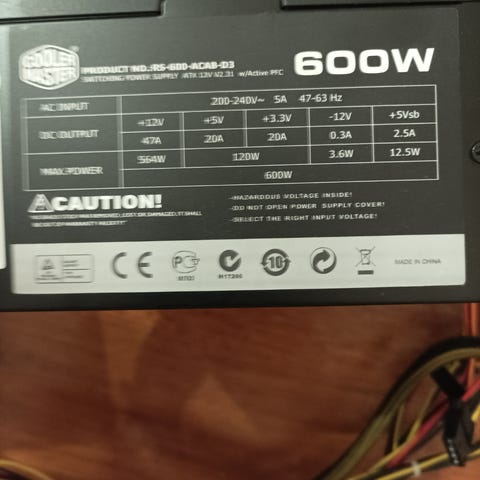 COOLER MASTER
PRODUCT NO.:RS-600-ACAB-D3
SWITCHING POWER SUPPLY ATX 12V V2.31 w/Active PFC
600W
AC INPUT 200-240V~ 5A 47-63 Hz
DC OUTPUT +12V +5V +3.3V -12V +5Vsb
47A 20A 20A 0.3A 2.5A
MAX POWER 564W 120W 3.6W 12.5W
600W
CAUTION!
-HAZARDOUS VOLTAGE INSIDE!
-DO NOT OPEN POWER SUPPLY COVER!
-SELECT THE RIGHT INPUT VOLTAGE!
CE
10
MADE IN CHINA